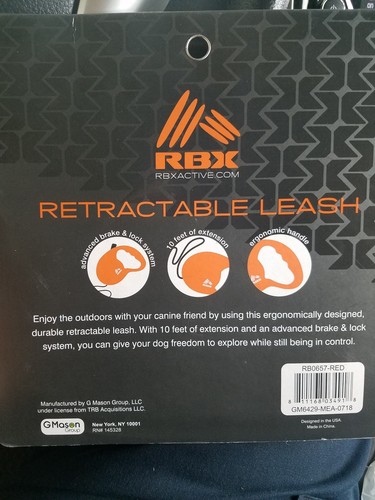 RBX
RBXACTIVE.COM
RETRACTABLE LEASH
advanced brake & lock system
10 feet of extension
ergonomic handle
Enjoy the outdoors with your canine friend by using this ergonomically designed,
durable retractable leash. With 10 feet of extension and an advanced brake & lock
system, you can give your dog freedom to explore while still being in control.
RB0657-RED
8 11168 03491 8
GM6429-MEA-0718
Designed in the USA.
Made in China.
Manufactured by G Mason Group, LLC
under license from TRB Acquisitions LLC.
GMason
Group
New York, NY 10001
RN# 145328